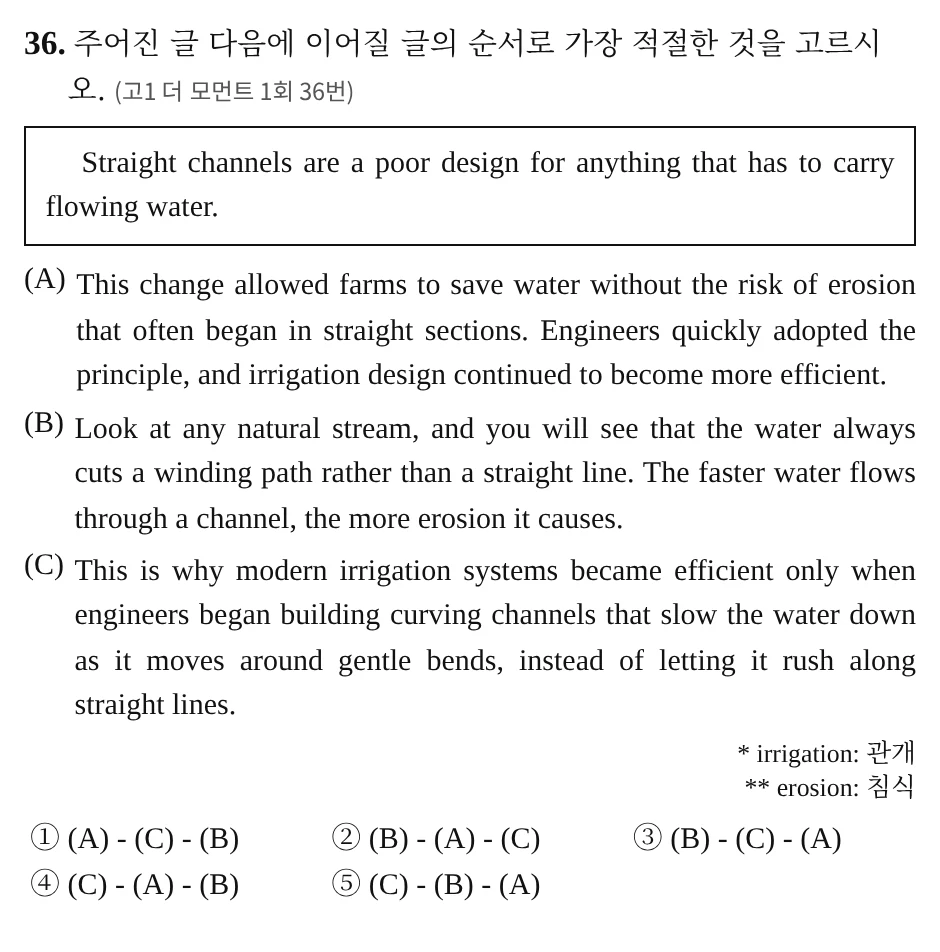 36. 주어진 글 다음에 이어질 글의 순서로 가장 적절한 것을 고르시
오. (고1 더 모먼트 1회 36번)
Straight channels are a poor design for anything that has to carry
flowing water.
(A) This change allowed farms to save water without the risk of erosion
that often began in straight sections. Engineers quickly adopted the
principle, and irrigation design continued to become more efficient.
(B) Look at any natural stream, and you will see that the water always
cuts a winding path rather than a straight line. The faster water flows
through a channel, the more erosion it causes.
(C) This is why modern irrigation systems became efficient only when
engineers began building curving channels that slow the water down
as it moves around gentle bends, instead of letting it rush along
straight lines.
* irrigation: 관개
** erosion: 침식
① (A) - (C) - (B) ② (B) - (A) - (C) ③ (B) - (C) - (A)
④ (C) - (A) - (B) ⑤ (C) - (B) - (A)